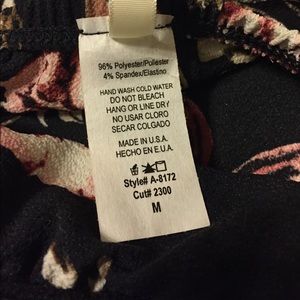 96% Polyester/Poliester
4% Spandex/Elastino
HAND WASH COLD WATER
DO NOT BLEACH
HANG OR LINE DRY
NO USAR CLORO
SECAR COLGADO
MADE IN U.S.A.
HECHO EN E.U.A.
Style# A-8172
Cut# 2300
M